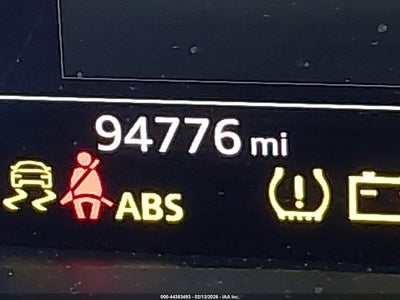 94776 mi
ABS
000-44353493 - 02/13/2026 - IAA Inc.